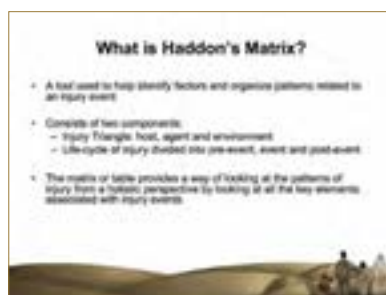 What is Haddon's Matrix?
• A tool used to help identify factors and organize patterns related to
an injury event
• Consists of two components:
– Injury Triangle: host, agent and environment
– Life-cycle of injury divided into pre-event, event and post-event
• The matrix or table provides a way of looking at the patterns of
injury from a holistic perspective by looking at all the key elements
associated with injury events